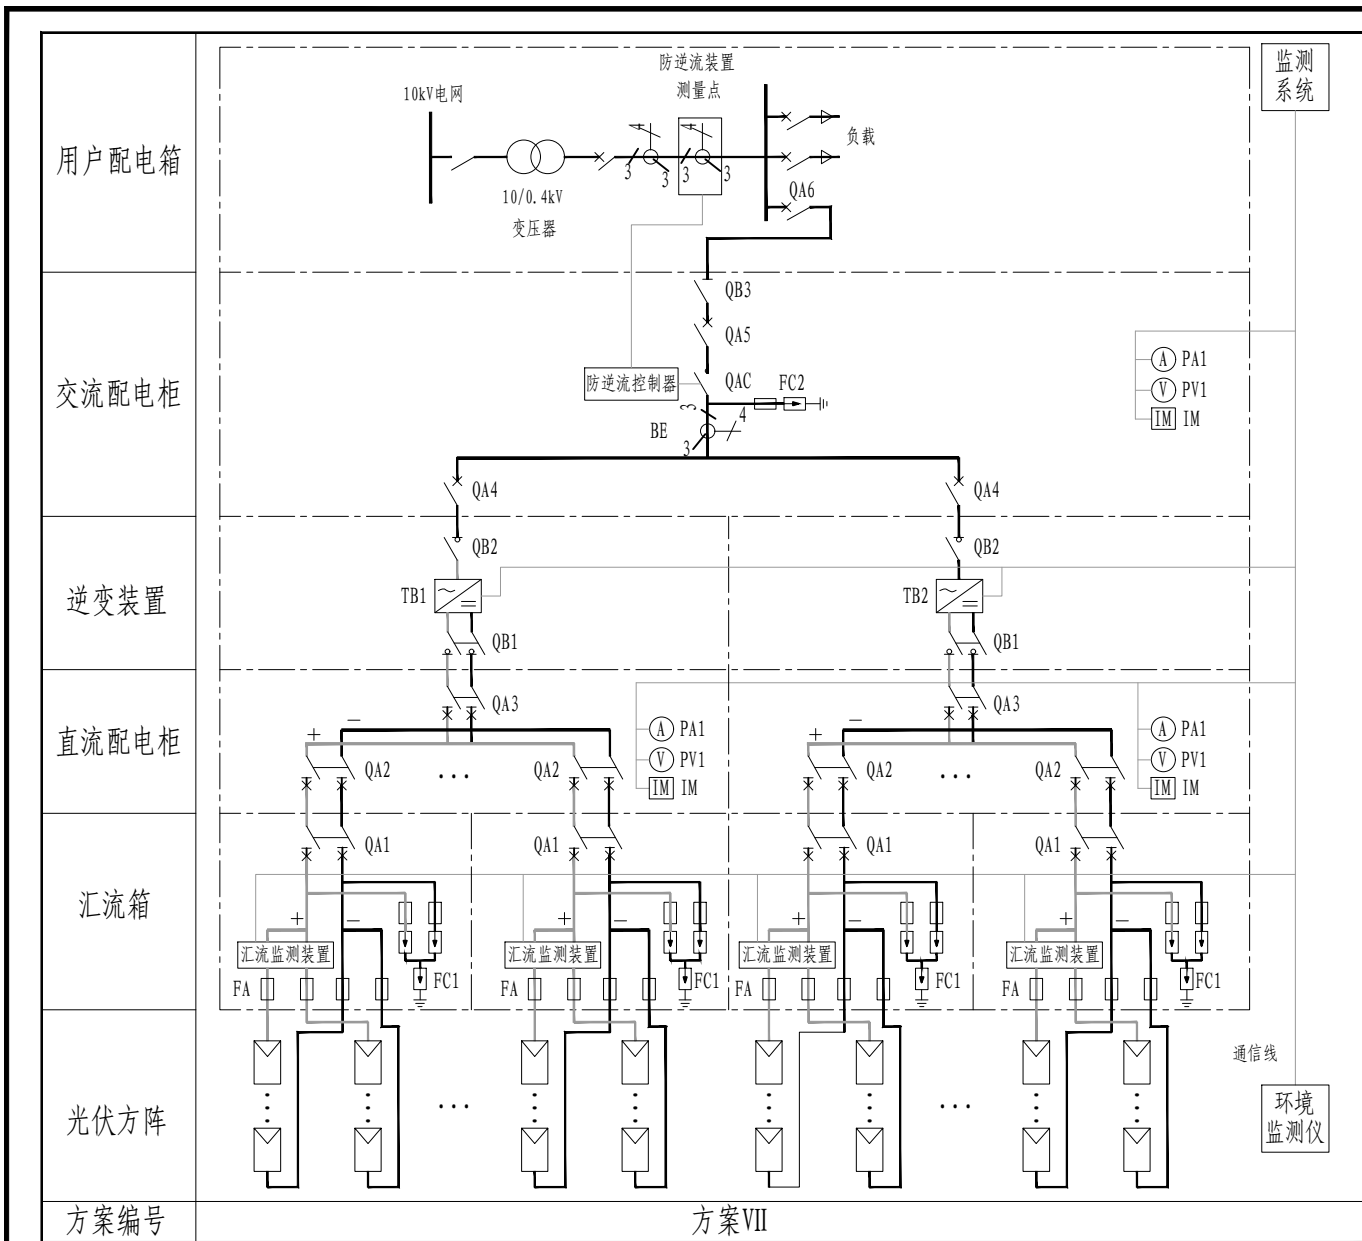 用户配电箱
10kV电网
10/0.4kV
变压器
防逆流装置
测量点
4
4
3
3
3
3
负载
QA6
监测
系统
交流配电柜
QB3
QA5
QAC
防逆流控制器
FC2
3
4
BE
3
A PA1
V PV1
IM IM
QA4
QA4
逆变装置
QB2
QB2
TB1
TB2
QB1
QB1
直流配电柜
QA3
QA3
+ −
+ −
A PA1
V PV1
IM IM
A PA1
V PV1
IM IM
QA2 ... QA2
QA2 ... QA2
汇流箱
QA1
QA1
QA1
QA1
+ −
+ −
+ −
+ −
汇流监测装置
汇流监测装置
汇流监测装置
汇流监测装置
FA
FC1
FA
FC1
FA
FC1
FA
FC1
光伏方阵
...
...
通信线
环境
监测仪
方案编号
方案VII